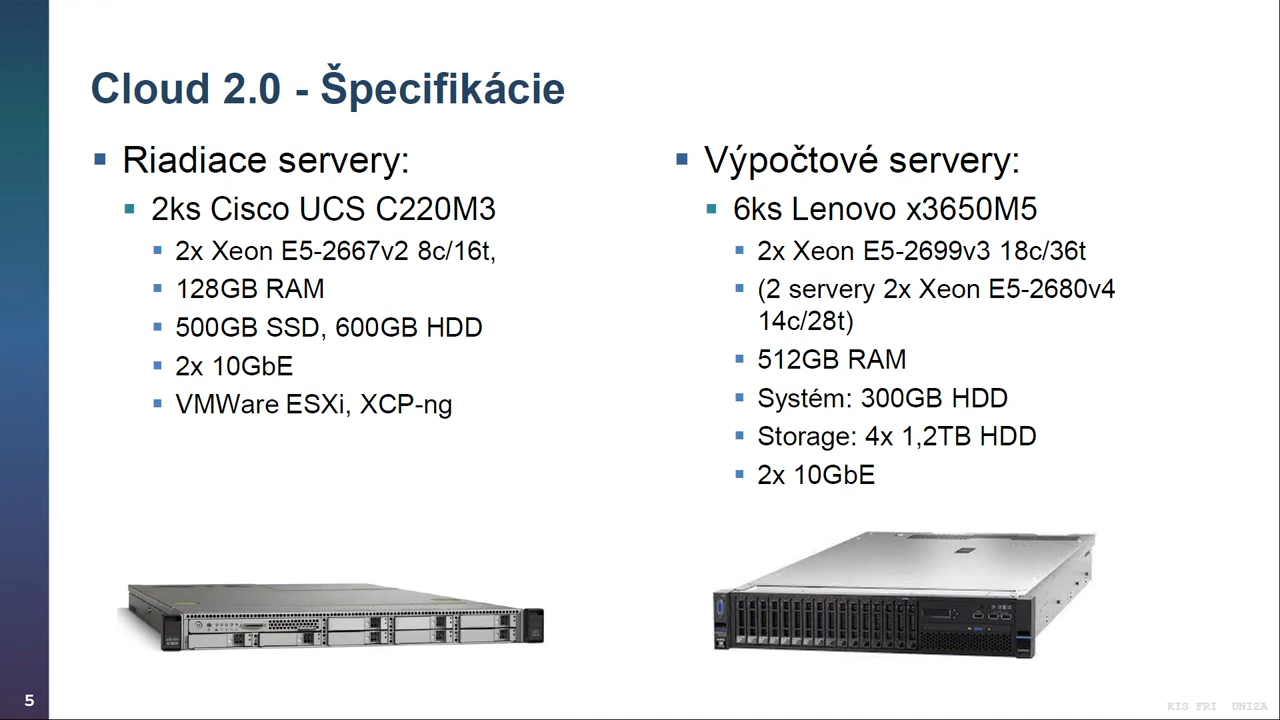 Cloud 2.0 - Špecifikácie
Riadiace servery:
2ks Cisco UCS C220M3
2x Xeon E5-2667v2 8c/16t,
128GB RAM
500GB SSD, 600GB HDD
2x 10GbE
VMWare ESXi, XCP-ng
Výpočtové servery:
6ks Lenovo x3650M5
2x Xeon E5-2699v3 18c/36t
(2 servery 2x Xeon E5-2680v4
14c/28t)
512GB RAM
Systém: 300GB HDD
Storage: 4x 1,2TB HDD
2x 10GbE
5
KIS FRI UNIZA